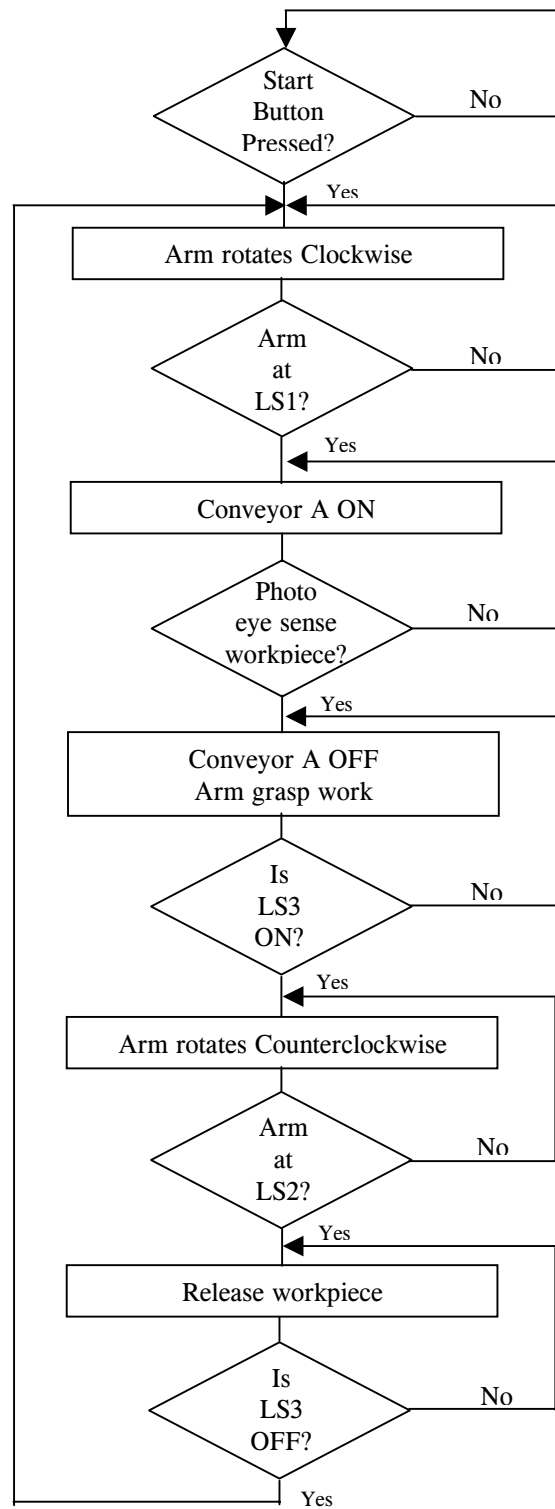 Start
Button
Pressed?
No
Yes
Arm rotates Clockwise
Arm
at
LS1?
No
Yes
Conveyor A ON
Photo
eye sense
workpiece?
No
Yes
Conveyor A OFF
Arm grasp work
Is
LS3
ON?
No
Yes
Arm rotates Counterclockwise
Arm
at
LS2?
No
Yes
Release workpiece
Is
LS3
OFF?
No
Yes